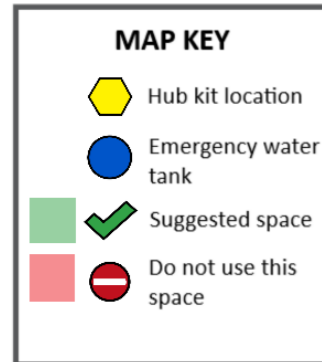 MAP KEY
Hub kit location
Emergency water
tank
Suggested space
Do not use this
space